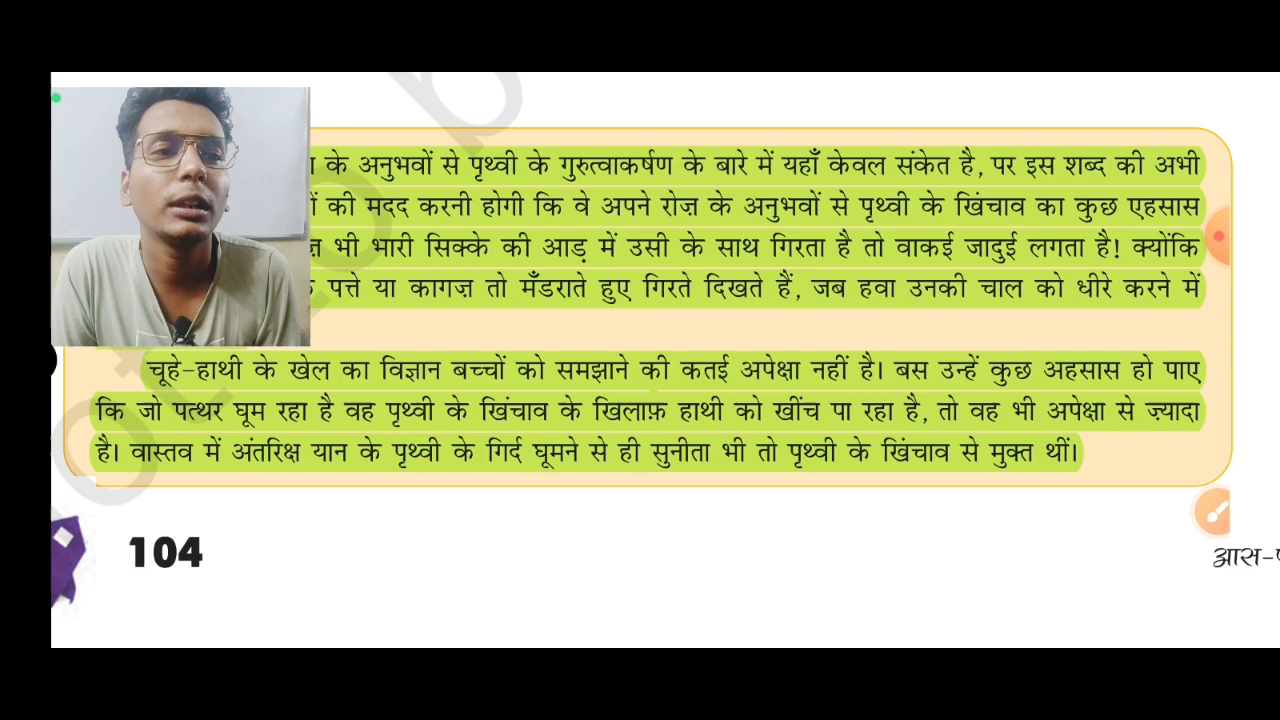 के अनुभवों से पृथ्वी के गुरुत्वाकर्षण के बारे में यहाँ केवल संकेत है, पर इस शब्द की अभी
की मदद करनी होगी कि वे अपने रोज़ के अनुभवों से पृथ्वी के खिंचाव का कुछ एहसास
भी भारी सिक्के की आड़ में उसी के साथ गिरता है तो वाकई जादुई लगता है! क्योंकि
पत्ते या कागज़ तो मँडराते हुए गिरते दिखते हैं, जब हवा उनकी चाल को धीरे करने में
चूहे-हाथी के खेल का विज्ञान बच्चों को समझाने की कतई अपेक्षा नहीं है। बस उन्हें कुछ अहसास हो पाए
कि जो पत्थर घूम रहा है वह पृथ्वी के खिंचाव के खिलाफ़ हाथी को खींच पा रहा है, तो वह भी अपेक्षा से ज़्यादा
है। वास्तव में अंतरिक्ष यान के पृथ्वी के गिर्द घूमने से ही सुनीता भी तो पृथ्वी के खिंचाव से मुक्त थीं।
104